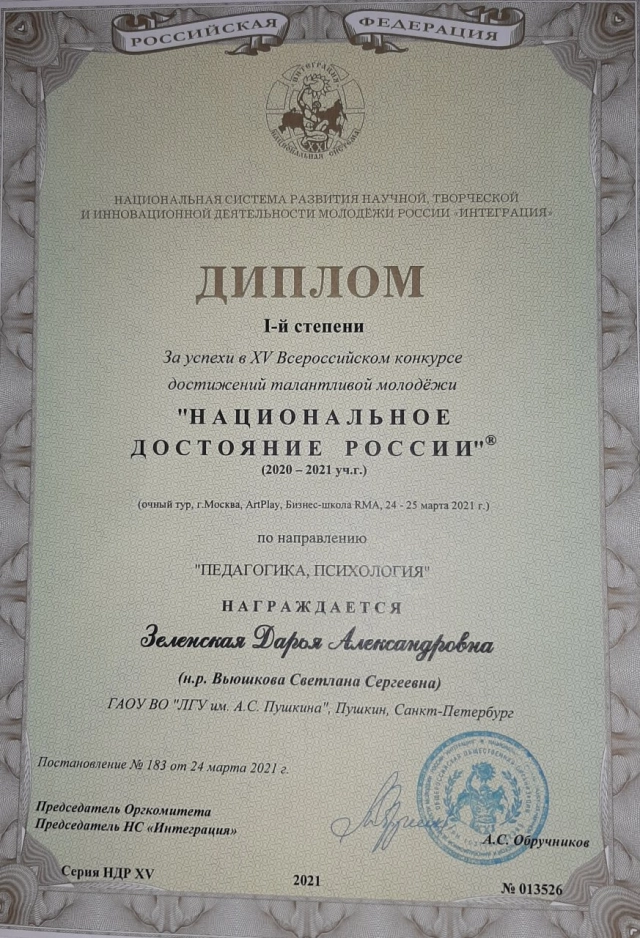 РОССИЙСКАЯ ФЕДЕРАЦИЯ
ИНТЕГРАЦИЯ
XXI
НАЦИОНАЛЬНАЯ СИСТЕМА
НАЦИОНАЛЬНАЯ СИСТЕМА РАЗВИТИЯ НАУЧНОЙ, ТВОРЧЕСКОЙ
И ИННОВАЦИОННОЙ ДЕЯТЕЛЬНОСТИ МОЛОДЁЖИ РОССИИ «ИНТЕГРАЦИЯ»
ДИПЛОМ
I-й степени
За успехи в XV Всероссийском конкурсе
достижений талантливой молодёжи
"НАЦИОНАЛЬНОЕ
ДОСТОЯНИЕ РОССИИ"®
(2020 – 2021 уч.г.)
(очный тур, г.Москва, ArtPlay, Бизнес-школа RMA, 24 - 25 марта 2021 г.)
по направлению
"ПЕДАГОГИКА, ПСИХОЛОГИЯ"
НАГРАЖДАЕТСЯ
Зеленская Дарья Александровна
(н.р. Вьюшкова Светлана Сергеевна)
ГАОУ ВО "ЛГУ им. А.С. Пушкина", Пушкин, Санкт-Петербург
Постановление № 183 от 24 марта 2021 г.
Председатель Оргкомитета
Председатель НС «Интеграция»
А.С. Обручников
Серия НДР XV
2021
№ 013526